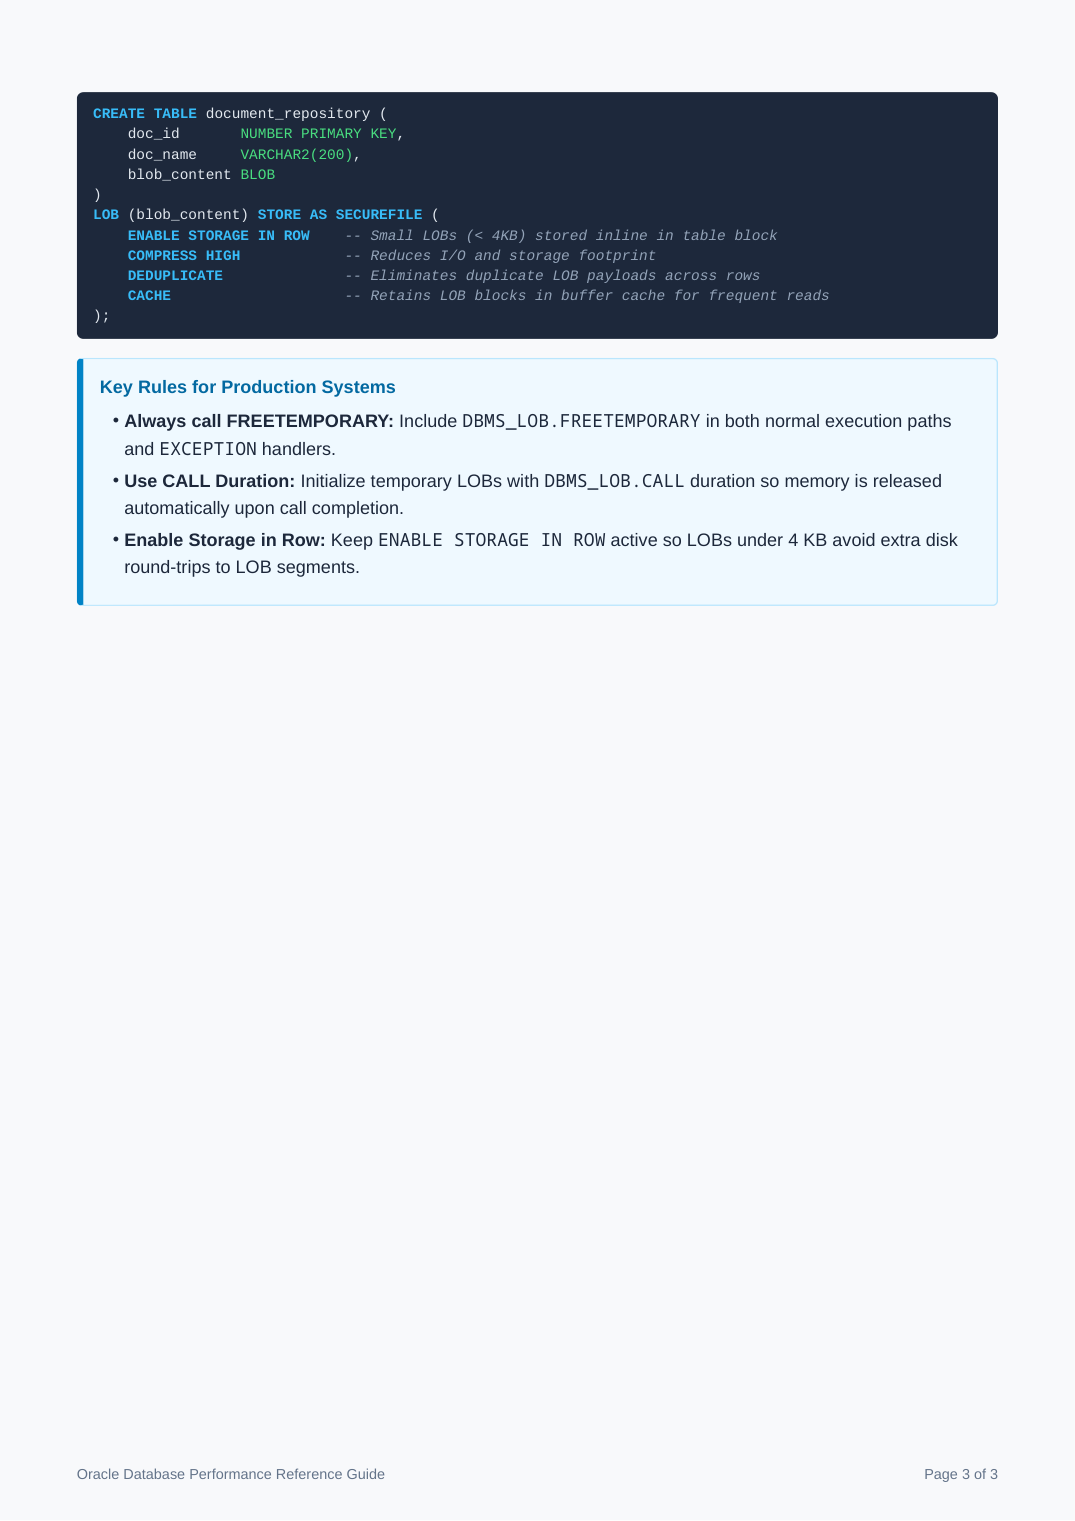 CREATE TABLE document_repository (
    doc_id       NUMBER PRIMARY KEY,
    doc_name     VARCHAR2(200),
    blob_content BLOB
)
LOB (blob_content) STORE AS SECUREFILE (
    ENABLE STORAGE IN ROW    -- Small LOBs (< 4KB) stored inline in table block
    COMPRESS HIGH            -- Reduces I/O and storage footprint
    DEDUPLICATE              -- Eliminates duplicate LOB payloads across rows
    CACHE                    -- Retains LOB blocks in buffer cache for frequent reads
);
Key Rules for Production Systems
• Always call FREETEMPORARY: Include DBMS_LOB.FREETEMPORARY in both normal execution paths
and EXCEPTION handlers.
• Use CALL Duration: Initialize temporary LOBs with DBMS_LOB.CALL duration so memory is released
automatically upon call completion.
• Enable Storage in Row: Keep ENABLE STORAGE IN ROW active so LOBs under 4 KB avoid extra disk
round-trips to LOB segments.
Oracle Database Performance Reference Guide
Page 3 of 3